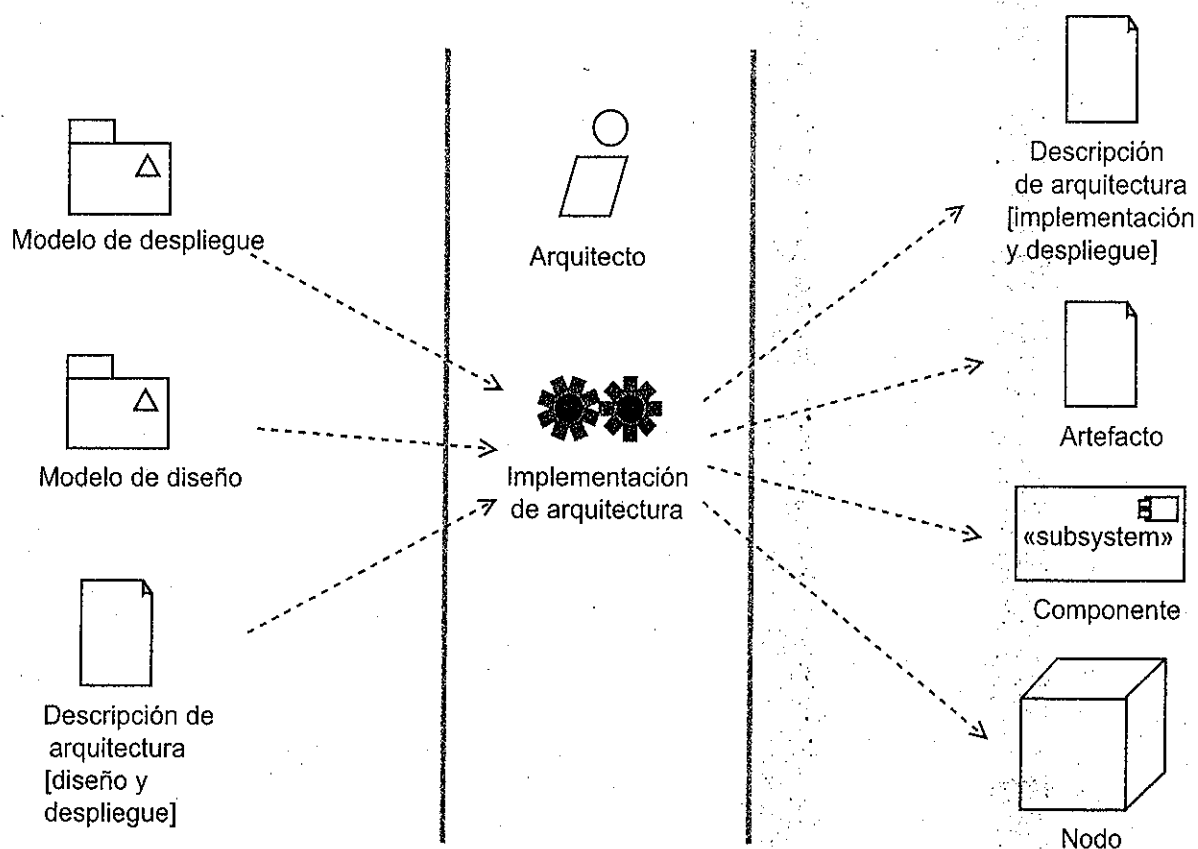 Modelo de despliegue
Modelo de diseño
Descripción de
arquitectura
[diseño y
despliegue]
Arquitecto
Implementación
de arquitectura
Descripción
de arquitectura
[implementación
y despliegue]
Artefacto
«subsystem»
Componente
Nodo